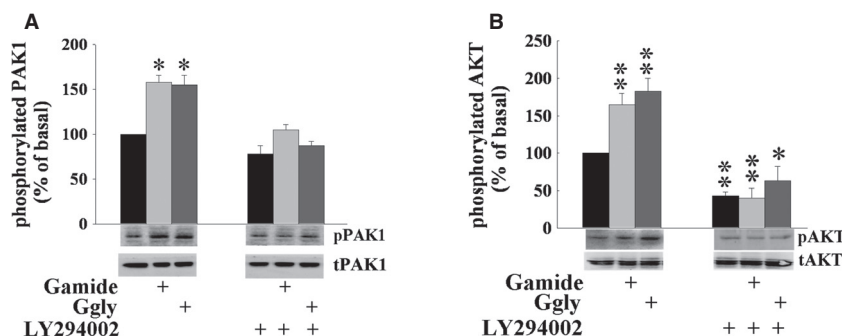 A
phosphorylated PAK1
(% of basal)
200
150
100
50
0
* *
pPAK1
tPAK1
Gamide + +
Ggly + +
LY294002 + + +
B
phosphorylated AKT
(% of basal)
250
200
150
100
50
0
** **
** ** *
pAKT
tAKT
Gamide + +
Ggly + +
LY294002 + + +